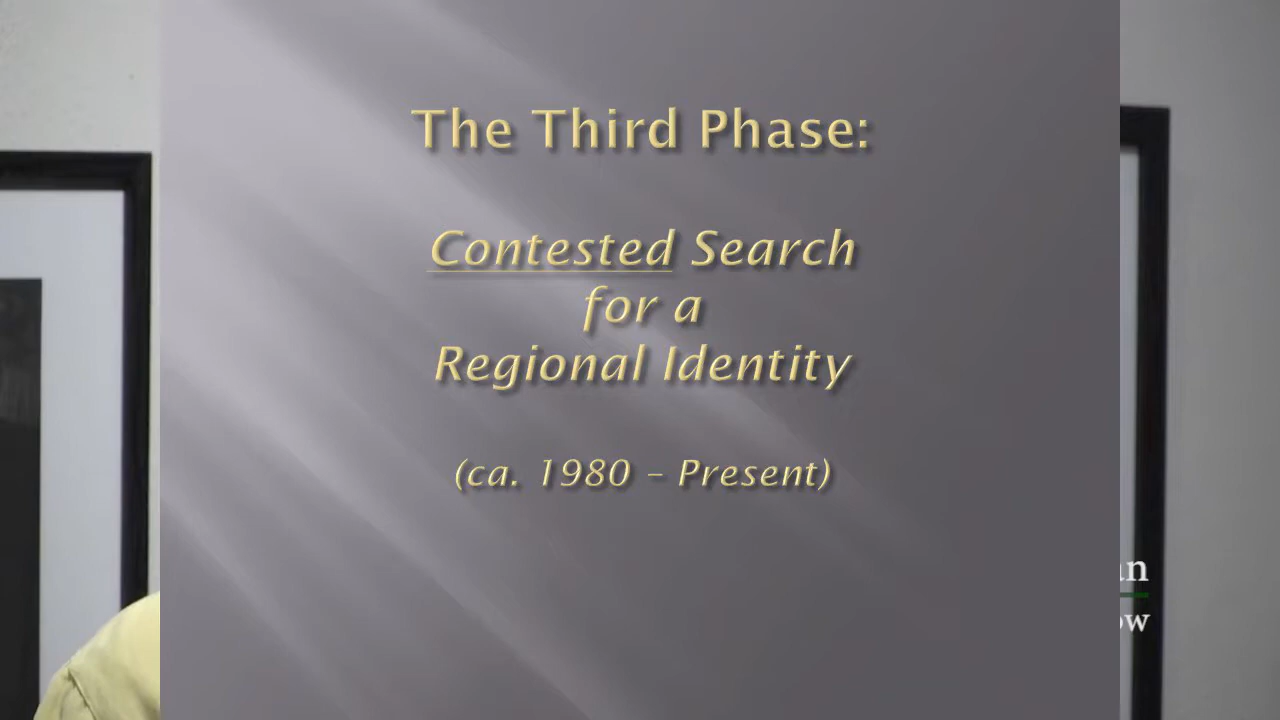 The Third Phase:
Contested Search
for a
Regional Identity
(ca. 1980 – Present)